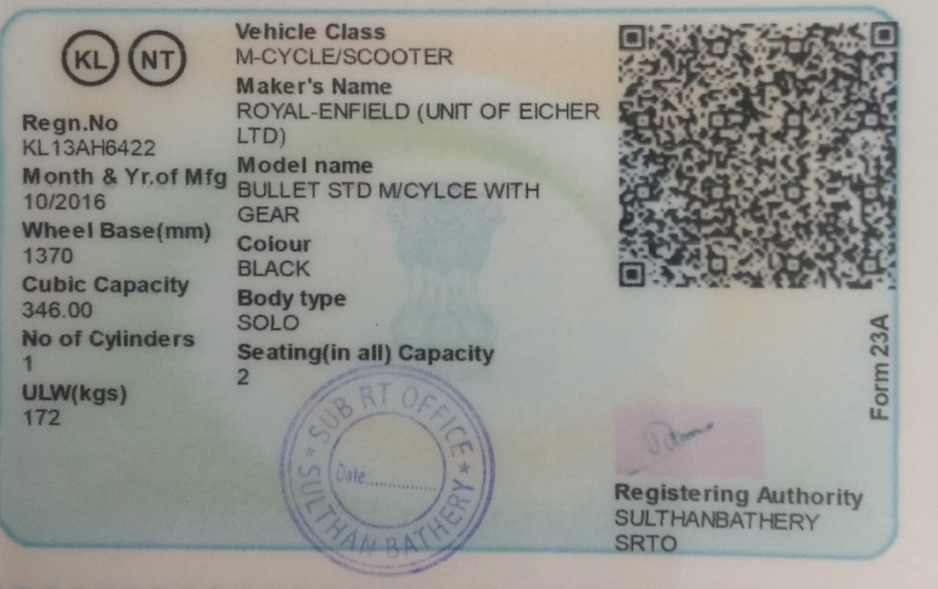 KL NT
Regn.No
KL13AH6422
Month & Yr.of Mfg
10/2016
Wheel Base(mm)
1370
Cubic Capacity
346.00
No of Cylinders
1
ULW(kgs)
172
Vehicle Class
M-CYCLE/SCOOTER
Maker's Name
ROYAL-ENFIELD (UNIT OF EICHER
LTD)
Model name
BULLET STD M/CYLCE WITH
GEAR
Colour
BLACK
Body type
SOLO
Seating(in all) Capacity
2
SUB RT OFFICE
Date:..............
SULTHAN BATHERY
Form 23A
Registering Authority
SULTHANBATHERY
SRTO